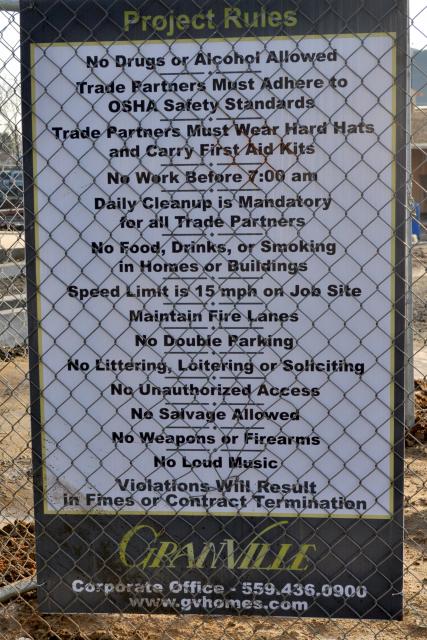 Project Rules
No Drugs or Alcohol Allowed
Trade Partners Must Adhere to
OSHA Safety Standards
Trade Partners Must Wear Hard Hats
and Carry First Aid Kits
No Work Before 7:00 am
Daily Cleanup is Mandatory
for all Trade Partners
No Food, Drinks, or Smoking
in Homes or Buildings
Speed Limit is 15 mph on Job Site
Maintain Fire Lanes
No Double Parking
No Littering, Loitering or Soliciting
No Unauthorized Access
No Salvage Allowed
No Weapons or Firearms
No Loud Music
Violations Will Result
in Fines or Contract Termination
GRANVILLE
Corporate Office - 559.436.0900
www.gvhomes.com